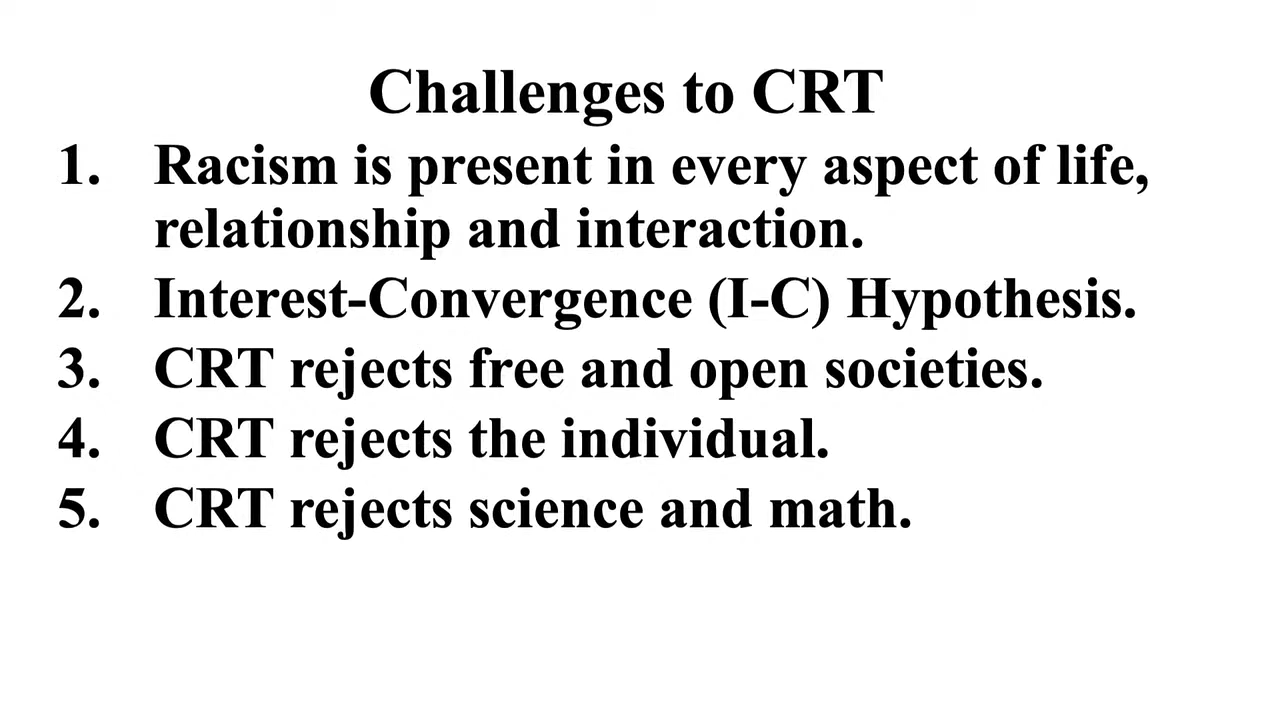 Challenges to CRT
1. Racism is present in every aspect of life,
relationship and interaction.
2. Interest-Convergence (I-C) Hypothesis.
3. CRT rejects free and open societies.
4. CRT rejects the individual.
5. CRT rejects science and math.